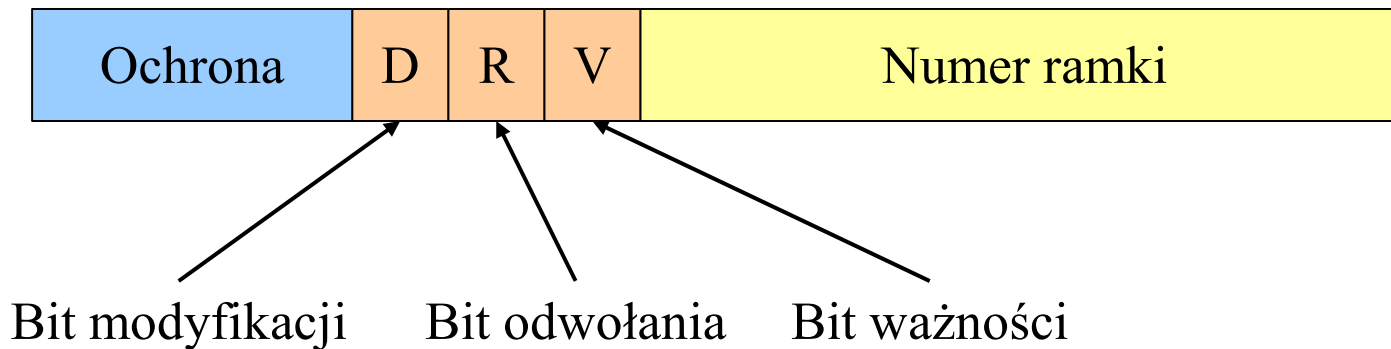 Ochrona D R V Numer ramki
Bit modyfikacji Bit odwołania Bit ważności